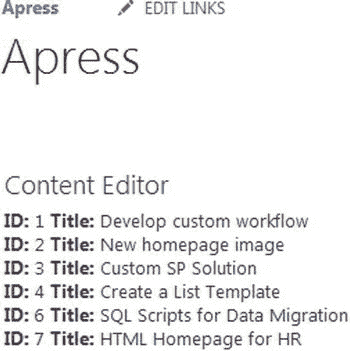 Apress EDIT LINKS
Apress
Content Editor
ID: 1 Title: Develop custom workflow
ID: 2 Title: New homepage image
ID: 3 Title: Custom SP Solution
ID: 4 Title: Create a List Template
ID: 6 Title: SQL Scripts for Data Migration
ID: 7 Title: HTML Homepage for HR